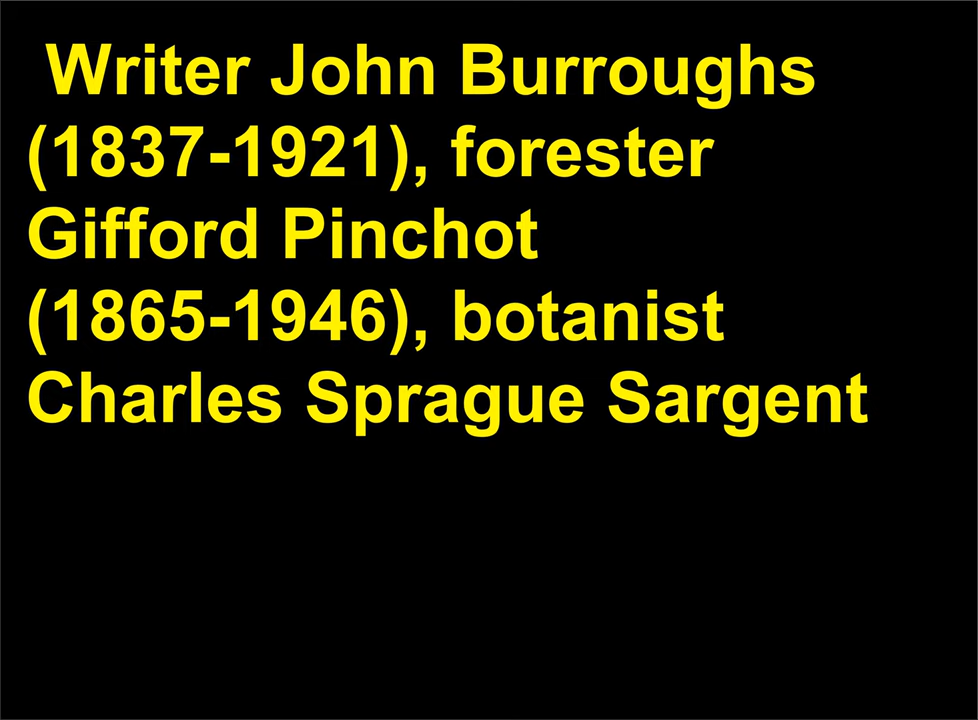 Writer John Burroughs
(1837-1921), forester
Gifford Pinchot
(1865-1946), botanist
Charles Sprague Sargent